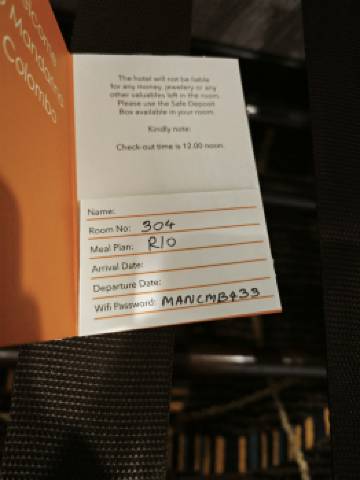 Mandarina
Colombo
The hotel will not be liable
for any money, jewellery or any
other valuables left in the room.
Please use the Safe Deposit
Box available in your room.
Kindly note:
Check-out time is 12.00 noon.
Name:
Room No: 304
Meal Plan: R/O
Arrival Date:
Departure Date:
Wifi Password: MANCMB433